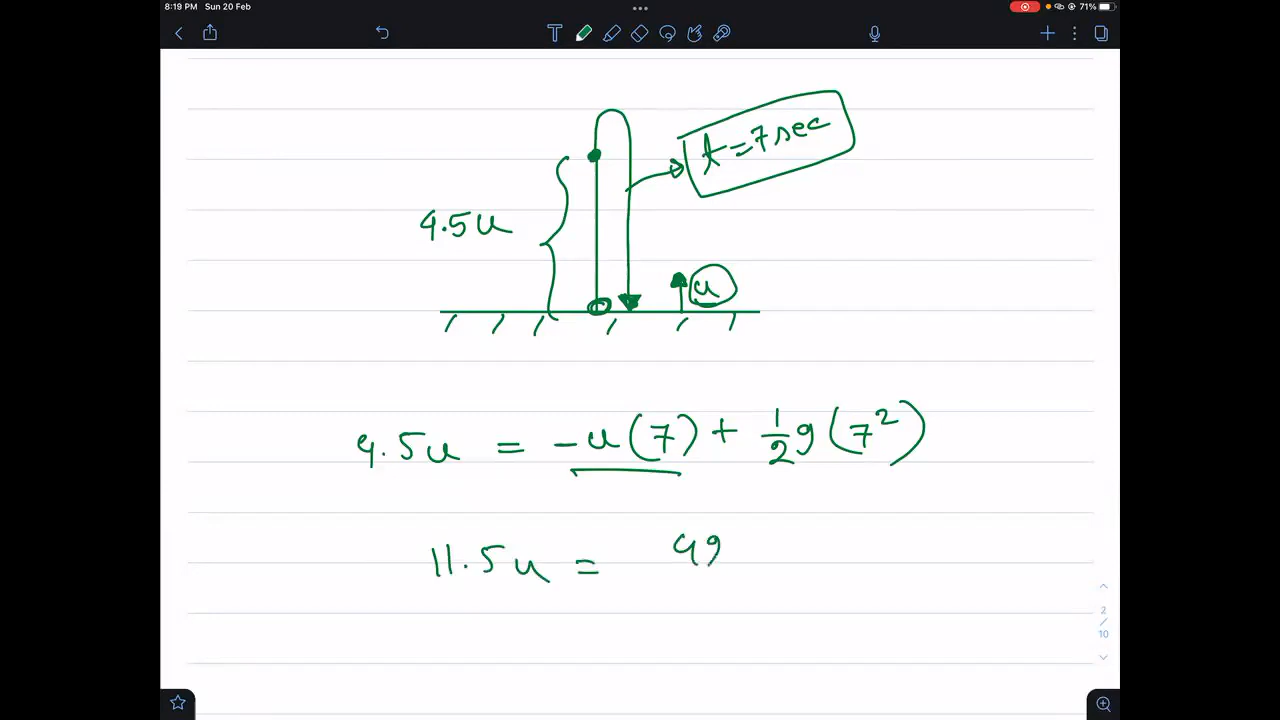 8:19 PM Sun 20 Feb
71%
T
t = 7 sec
4.5u
u
4.5u = -u(7) + 1/2 g(7²)
11.5u = 49
2
/
10